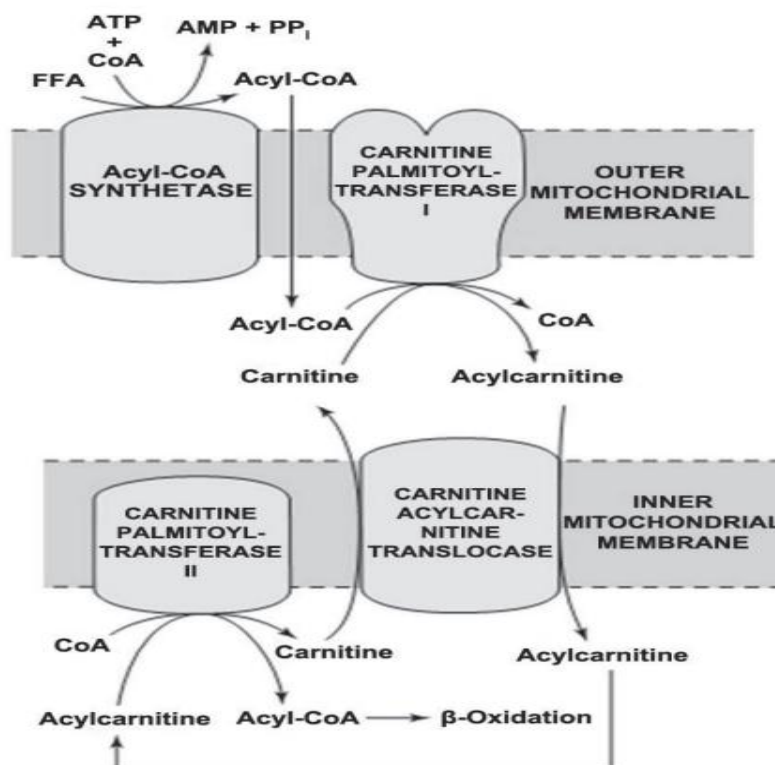 ATP
+
CoA
AMP + PPI
FFA
Acyl-CoA
Acyl-CoA
SYNTHETASE
CARNITINE
PALMITOYL-
TRANSFERASE
I
OUTER
MITOCHONDRIAL
MEMBRANE
Acyl-CoA
CoA
Carnitine
Acylcarnitine
CARNITINE
PALMITOYL-
TRANSFERASE
II
CARNITINE
ACYLCAR-
NITINE
TRANSLOCASE
INNER
MITOCHONDRIAL
MEMBRANE
CoA
Carnitine
Acylcarnitine
Acylcarnitine
Acyl-CoA
β-Oxidation